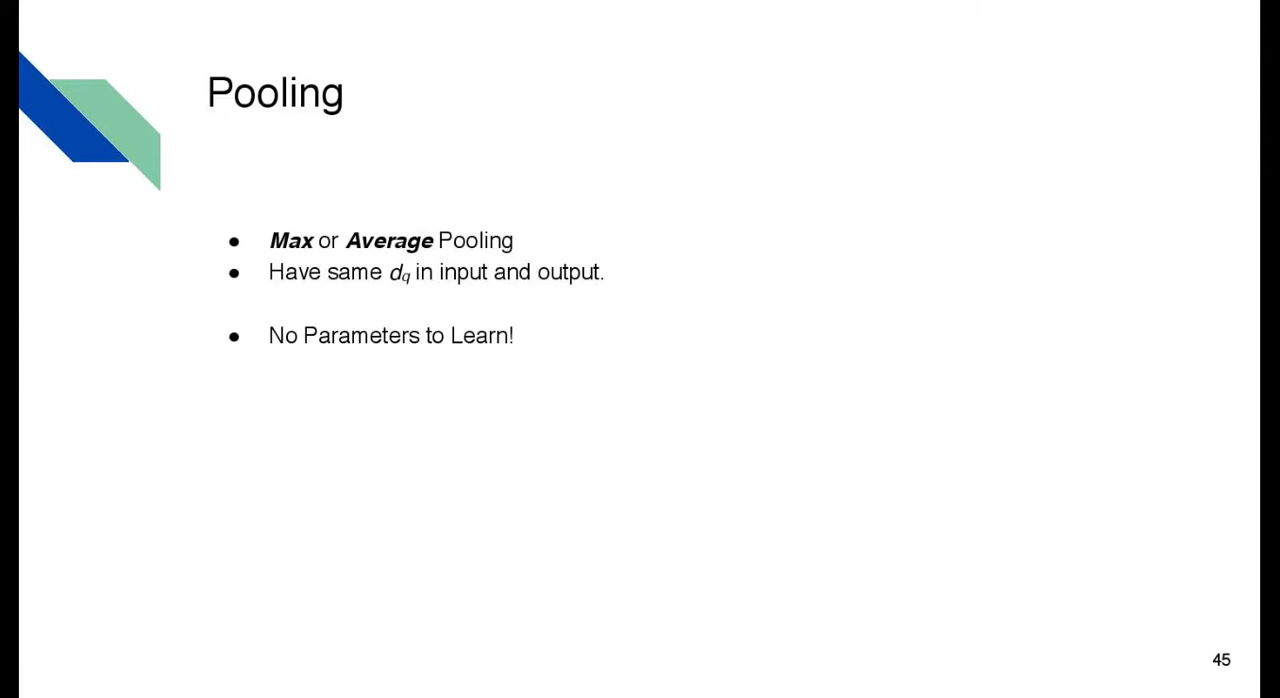 Pooling
● Max or Average Pooling
● Have same dq in input and output.
● No Parameters to Learn!
45